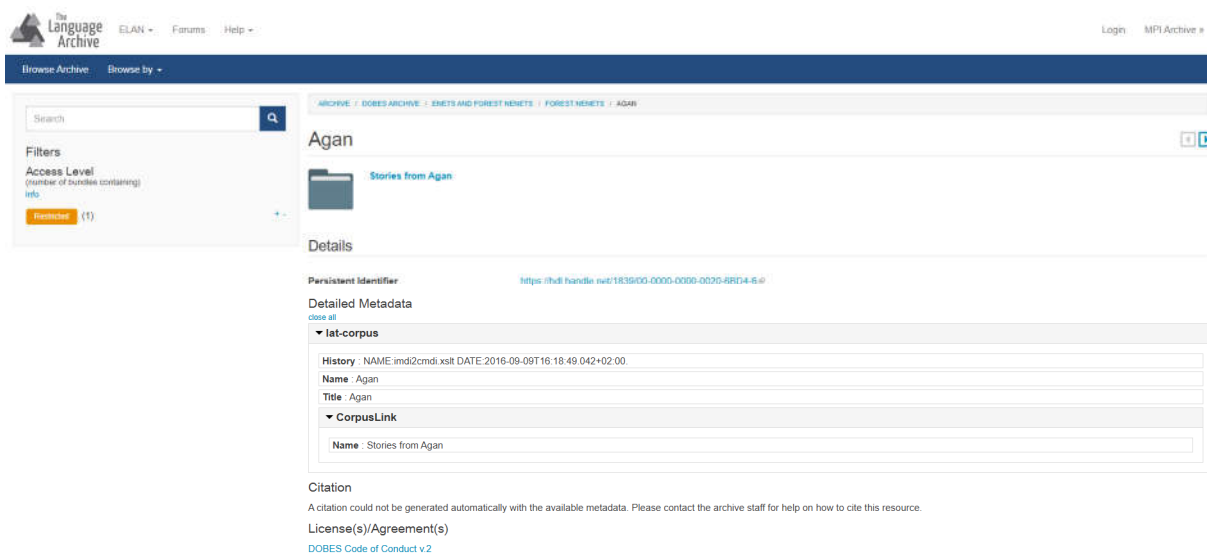 The
Language
Archive
ELAN
Forums
Help
Login
MPI Archive »
Browse Archive
Browse by
Search
Filters
Access Level
(number of bundles containing)
Info
Restricted (1)
+ -
ARCHIVE / DOBES ARCHIVE / ENETS AND FOREST NENETS / FOREST NENETS / AGAN
Agan
Stories from Agan
Details
Persistent Identifier https://hdl.handle.net/1839/00-0000-0000-0020-6BD4-6
Detailed Metadata
close all
lat-corpus
History : NAME:imdi2cmdi.xslt DATE:2016-09-09T16:18:49.042+02:00.
Name : Agan
Title : Agan
CorpusLink
Name : Stories from Agan
Citation
A citation could not be generated automatically with the available metadata. Please contact the archive staff for help on how to cite this resource.
License(s)/Agreement(s)
DOBES Code of Conduct v.2